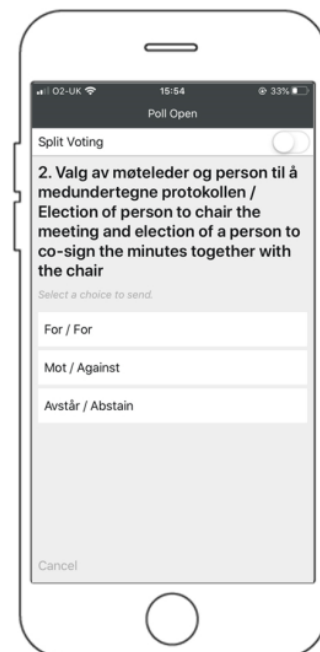 O2-UK 15:54 33%
Poll Open
Split Voting
2. Valg av møteleder og person til å
medundertegne protokollen /
Election of person to chair the
meeting and election of a person to
co-sign the minutes together with
the chair
Select a choice to send.
For / For
Mot / Against
Avstår / Abstain
Cancel